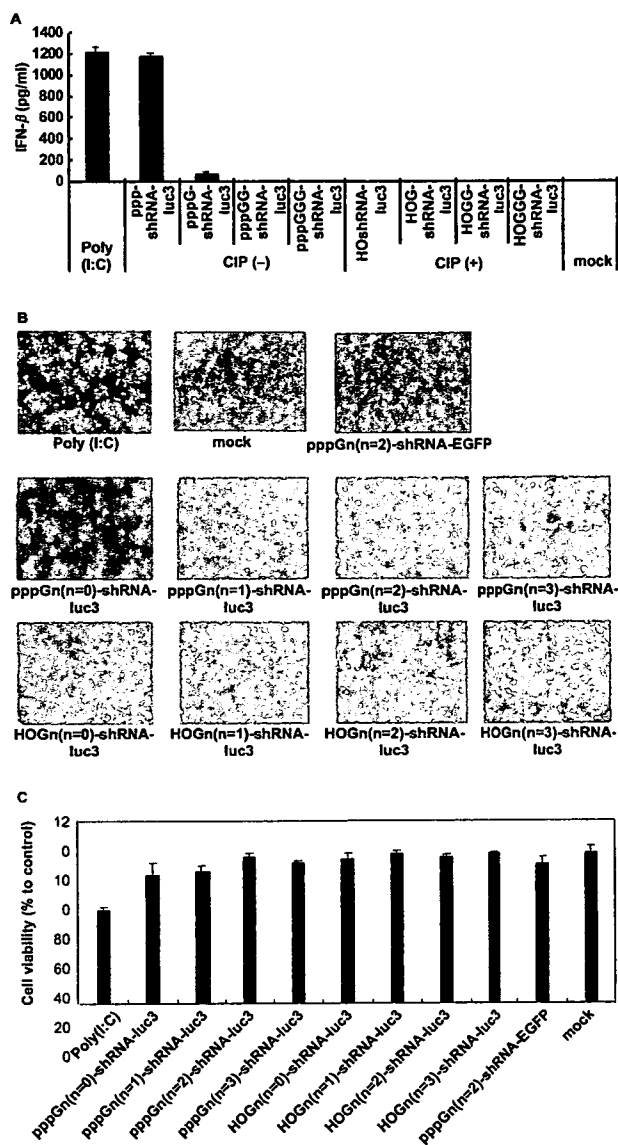 A
IFN-β (pg/ml)
1400
1200
1000
800
600
400
200
0
Poly
(I:C)
ppp-
shRNA-
luc3
pppG-
shRNA-
luc3
pppGG-
shRNA-
luc3
pppGGG-
shRNA-
luc3
HOshRNA-
luc3
HOG-
shRNA-
luc3
HOGG-
shRNA-
luc3
HOGGG-
shRNA-
luc3
CIP (–)
CIP (+)
mock
B
Poly (I:C)
mock
pppGn(n=2)-shRNA-EGFP
pppGn(n=0)-shRNA-
luc3
pppGn(n=1)-shRNA-
luc3
pppGn(n=2)-shRNA-
luc3
pppGn(n=3)-shRNA-
luc3
HOGn(n=0)-shRNA-
luc3
HOGn(n=1)-shRNA-
luc3
HOGn(n=2)-shRNA-
luc3
HOGn(n=3)-shRNA-
luc3
C
Cell viability (% to control)
12
0
10
0
80
60
40
20
0
Poly(I:C)
pppGn(n=0)-shRNA-luc3
pppGn(n=1)-shRNA-luc3
pppGn(n=2)-shRNA-luc3
pppGn(n=3)-shRNA-luc3
HOGn(n=0)-shRNA-luc3
HOGn(n=1)-shRNA-luc3
HOGn(n=2)-shRNA-luc3
HOGn(n=3)-shRNA-luc3
pppGn(n=2)-shRNA-EGFP
mock